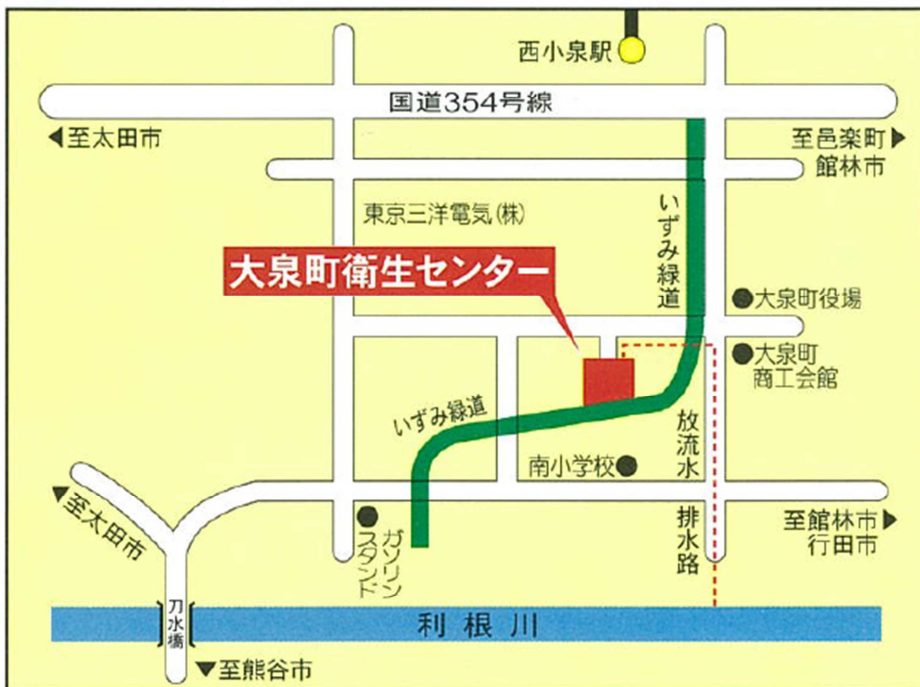 西小泉駅
国道354号線
至太田市
至邑楽町
館林市
東京三洋電気(株)
いずみ緑道
大泉町衛生センター
大泉町役場
大泉町
商工会館
いずみ緑道
放流水
南小学校
排水路
至太田市
ガソリン
スタンド
至館林市
行田市
刀水橋
利根川
至熊谷市